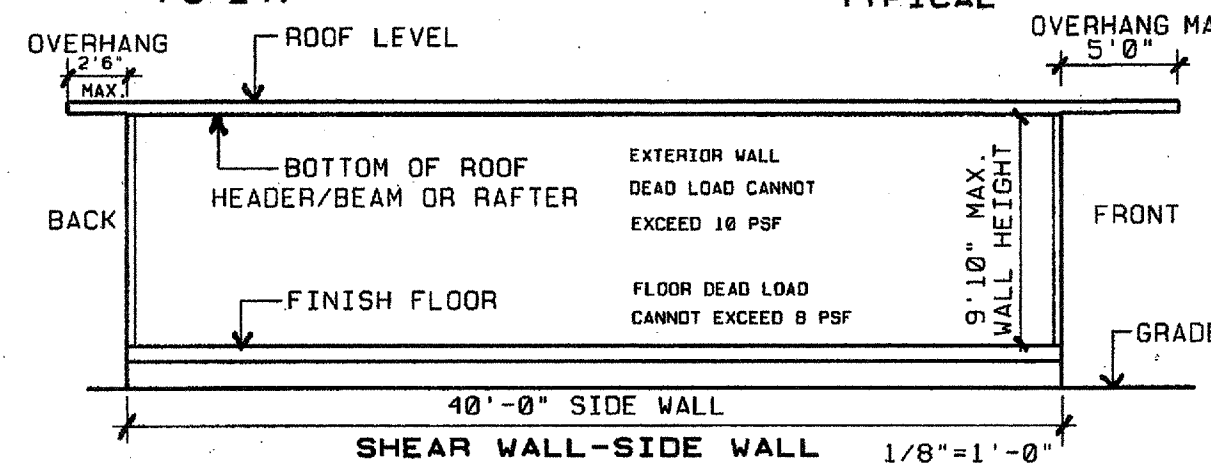 TYPICAL
OVERHANG
2'6"
MAX.
ROOF LEVEL
OVERHANG
5'0"
BOTTOM OF ROOF
HEADER/BEAM OR RAFTER
EXTERIOR WALL
DEAD LOAD CANNOT
EXCEED 10 PSF
9'10" MAX.
WALL HEIGHT
BACK
FRONT
FINISH FLOOR
FLOOR DEAD LOAD
CANNOT EXCEED 8 PSF
GRADE
40'-0" SIDE WALL
SHEAR WALL-SIDE WALL 1/8"=1'-0"